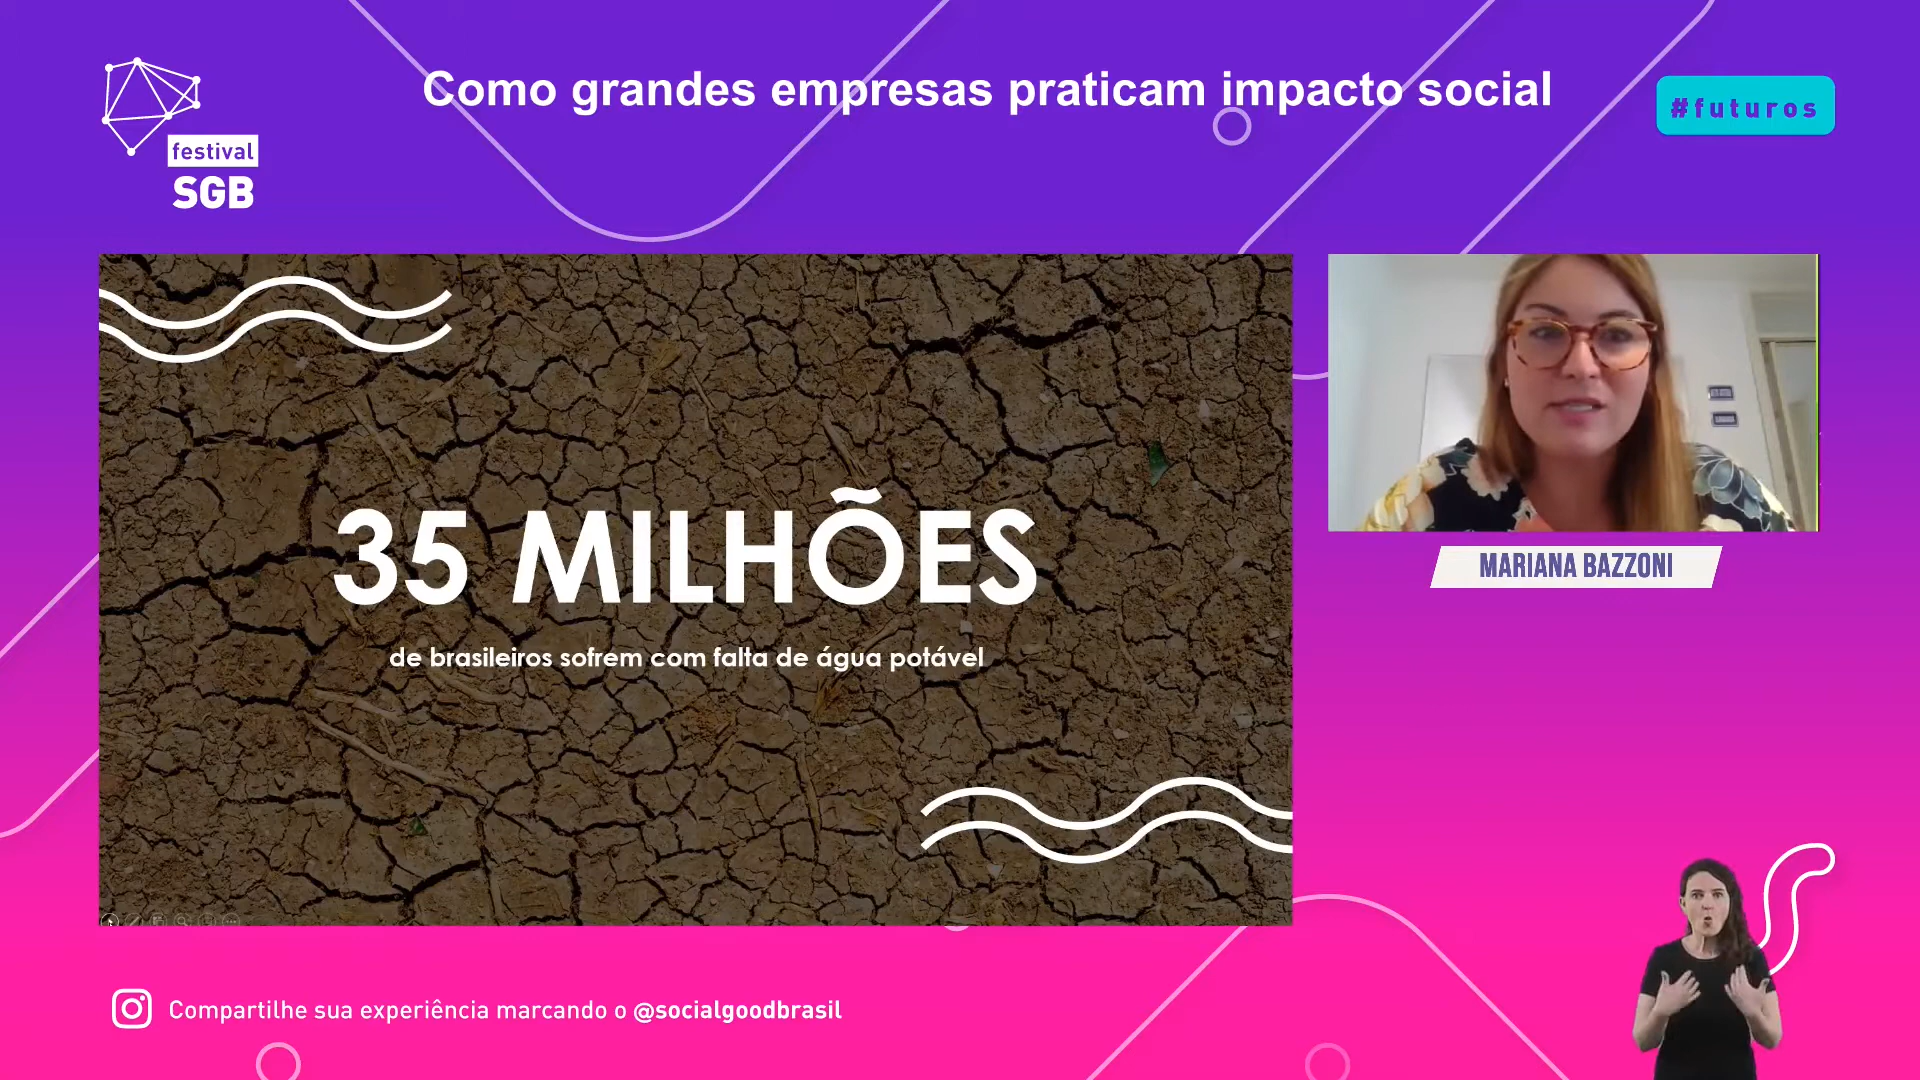 Como grandes empresas praticam impacto social
#futuros
festival
SGB
35 MILHÕES
de brasileiros sofrem com falta de água potável
MARIANA BAZZONI
Compartilhe sua experiência marcando o @socialgoodbrasil